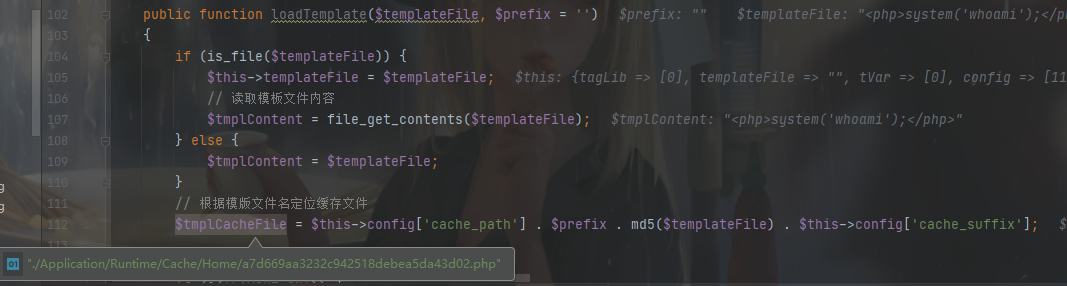 102 public function loadTemplate($templateFile, $prefix = '') $prefix: "" $templateFile: "<php>system('whoami');</ph
103 {
104 if (is_file($templateFile)) {
105 $this->templateFile = $templateFile; $this: {tagLib => [0], templateFile => "", tVar => [0], config => [11
106 // 读取模板文件内容
107 $tmplContent = file_get_contents($templateFile); $tmplContent: "<php>system('whoami');</php>"
108 } else {
109 $tmplContent = $templateFile;
110 }
111 // 根据模版文件名定位缓存文件
112 $tmplCacheFile = $this->config['cache_path'] . $prefix . md5($templateFile) . $this->config['cache_suffix']; $
"./Application/Runtime/Cache/Home/a7d669aa3232c942518debea5da43d02.php"